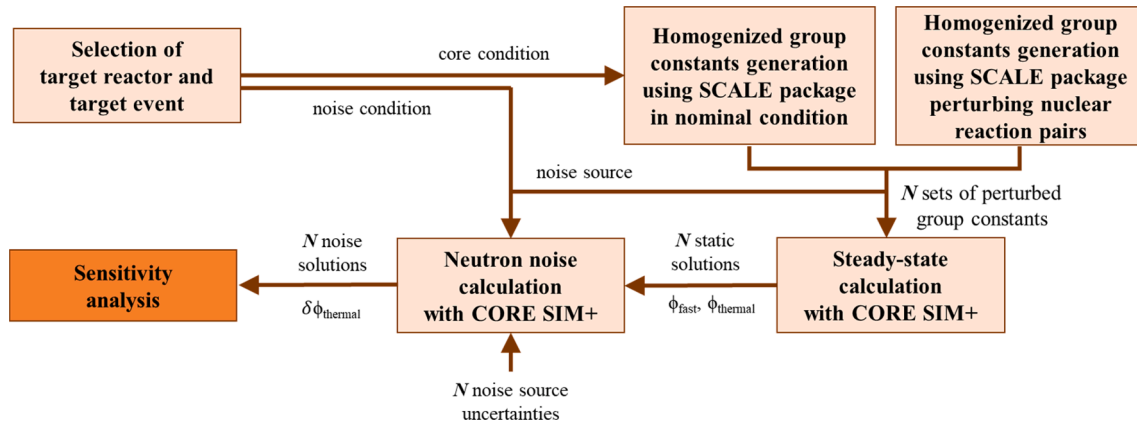 Selection of
target reactor and
target event
core condition
noise condition
Homogenized group
constants generation
using SCALE package
in nominal condition
Homogenized group
constants generation
using SCALE package
perturbing nuclear
reaction pairs
noise source
N sets of perturbed
group constants
Sensitivity
analysis
N noise
solutions
δϕthermal
Neutron noise
calculation
with CORE SIM+
N static
solutions
ϕfast, ϕthermal
Steady-state
calculation
with CORE SIM+
N noise source
uncertainties